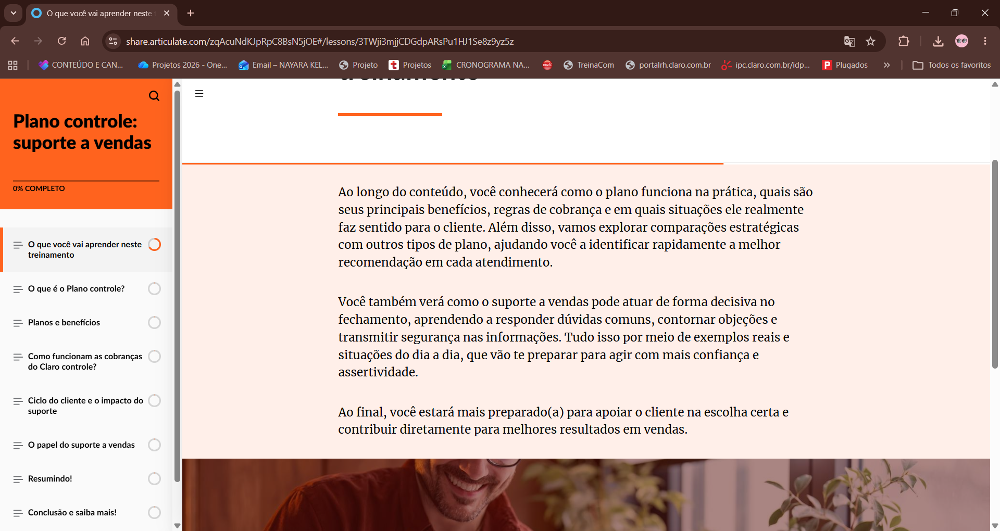 O que você vai aprender neste
share.articulate.com/zqAcuNdKJpRpC8BsN5jOE#/lessons/3TWji3mjjCDGdpARsPu1HJ1Se8z9yz5z
CONTEÚDO E CAN...
Projetos 2026 - One...
Email – NAYARA KEL...
Projeto
Projetos
CRONOGRAMA NA...
TreinaCom
portalrh.claro.com.br
ipc.claro.com.br/idp...
Plugados
Todos os favoritos
Plano controle:
suporte a vendas
0% COMPLETO
O que você vai aprender neste
treinamento
O que é o Plano controle?
Planos e benefícios
Como funcionam as cobranças
do Claro controle?
Ciclo do cliente e o impacto do
suporte
O papel do suporte a vendas
Resumindo!
Conclusão e saiba mais!
treinamento
Ao longo do conteúdo, você conhecerá como o plano funciona na prática, quais são
seus principais benefícios, regras de cobrança e em quais situações ele realmente
faz sentido para o cliente. Além disso, vamos explorar comparações estratégicas
com outros tipos de plano, ajudando você a identificar rapidamente a melhor
recomendação em cada atendimento.
Você também verá como o suporte a vendas pode atuar de forma decisiva no
fechamento, aprendendo a responder dúvidas comuns, contornar objeções e
transmitir segurança nas informações. Tudo isso por meio de exemplos reais e
situações do dia a dia, que vão te preparar para agir com mais confiança e
assertividade.
Ao final, você estará mais preparado(a) para apoiar o cliente na escolha certa e
contribuir diretamente para melhores resultados em vendas.